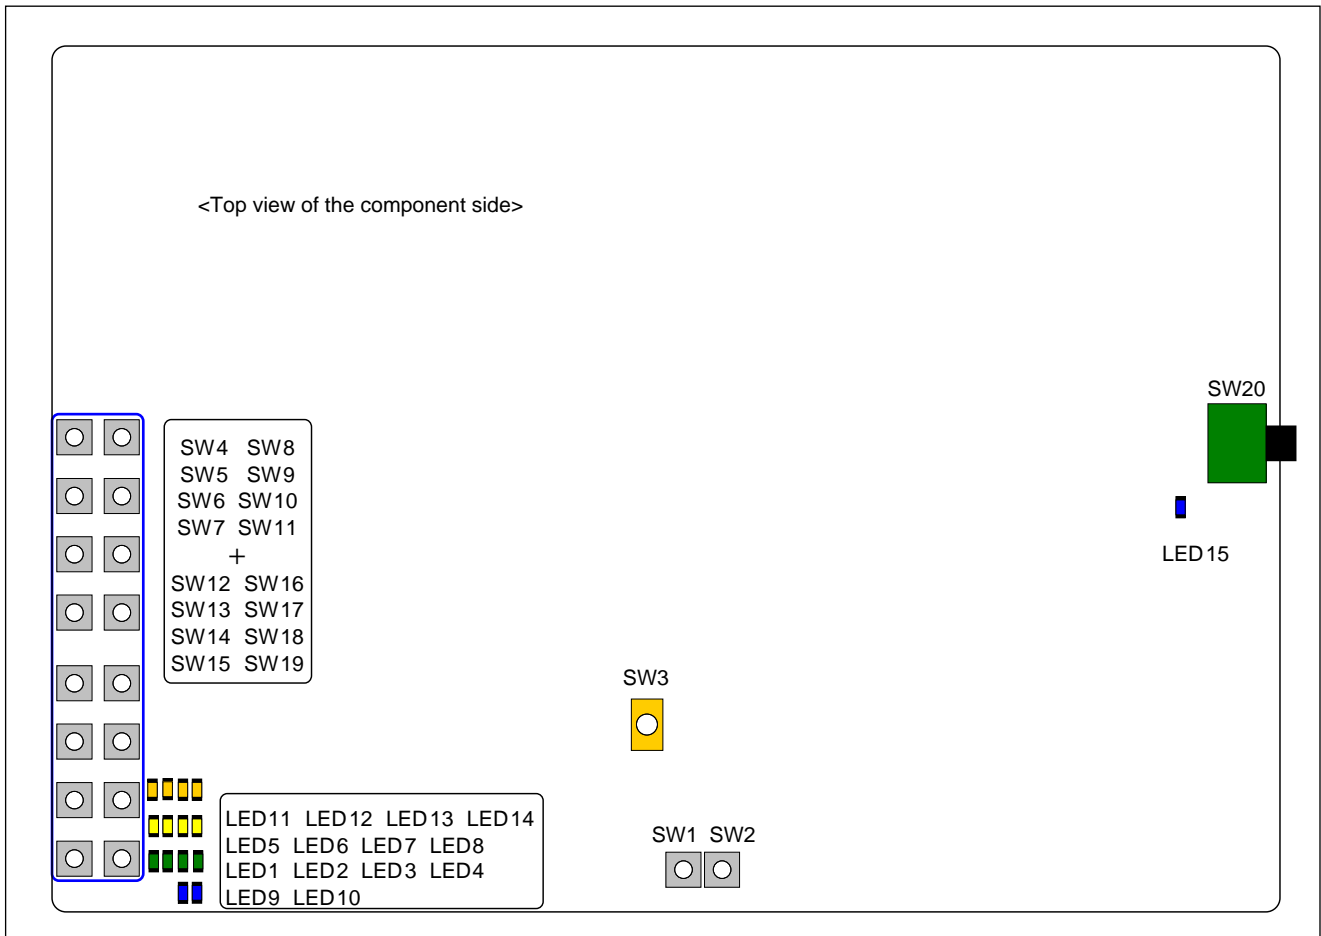 <Top view of the component side>
SW20
SW4 SW8
SW5 SW9
SW6 SW10
SW7 SW11
+
SW12 SW16
SW13 SW17
SW14 SW18
SW15 SW19
LED15
SW3
LED11 LED12 LED13 LED14
LED5 LED6 LED7 LED8
LED1 LED2 LED3 LED4
LED9 LED10
SW1 SW2